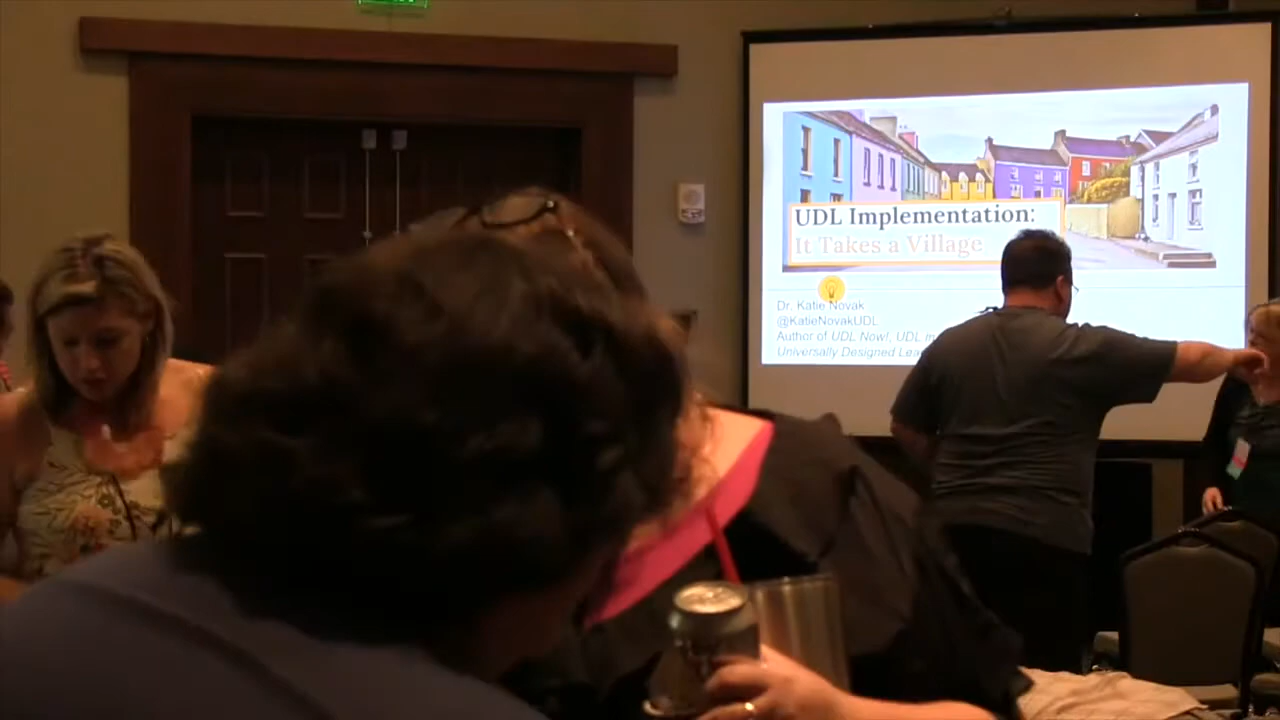 UDL Implementation:
It Takes a Village
Dr. Katie Novak
@KatieNovakUDL
Author of UDL Now!, UDL in
Universally Designed Lea